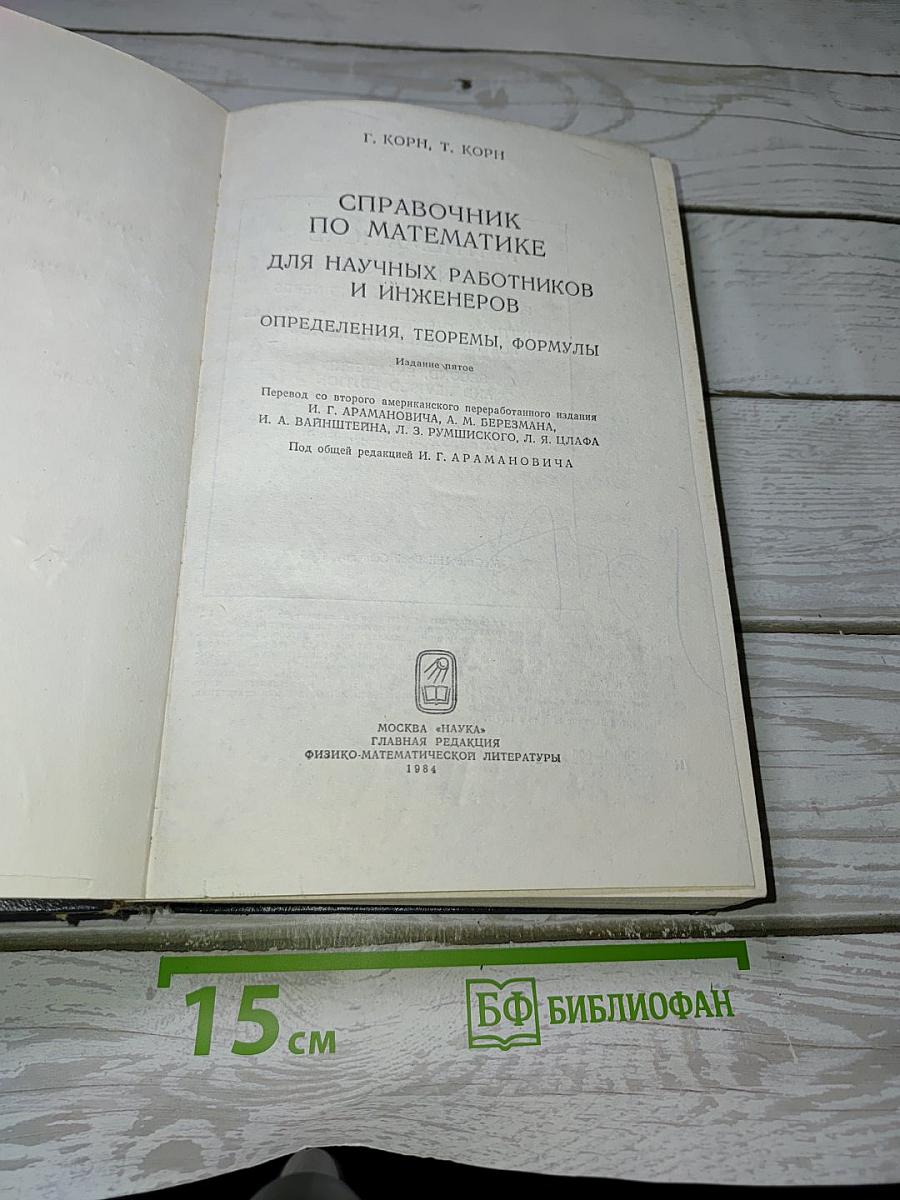 Г. КОРН, Т. КОРН
СПРАВОЧНИК
ПО МАТЕМАТИКЕ
ДЛЯ НАУЧНЫХ РАБОТНИКОВ
И ИНЖЕНЕРОВ
ОПРЕДЕЛЕНИЯ, ТЕОРЕМЫ, ФОРМУЛЫ
Издание пятое
Перевод со второго американского переработанного издания
И. Г. АРАМАНОВИЧА, А. М. БЕРЕЗМАНА,
И. А. ВАЙНШТЕЙНА, Л. З. РУМШИСКОГО, Л. Я. ЦЛАФА
Под общей редакцией И. Г. АРАМАНОВИЧА
МОСКВА «НАУКА»
ГЛАВНАЯ РЕДАКЦИЯ
ФИЗИКО-МАТЕМАТИЧЕСКОЙ ЛИТЕРАТУРЫ
1984
15 см
БФ БИБЛИОФАН